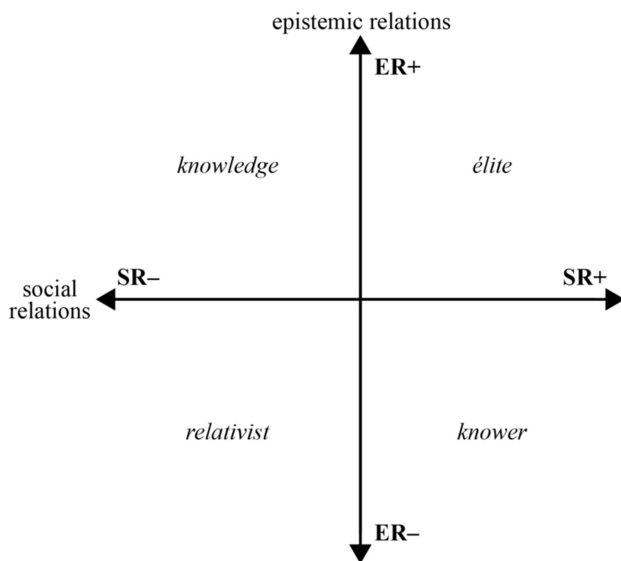 epistemic relations
ER+
knowledge
élite
SR–
SR+
social
relations
relativist
knower
ER–